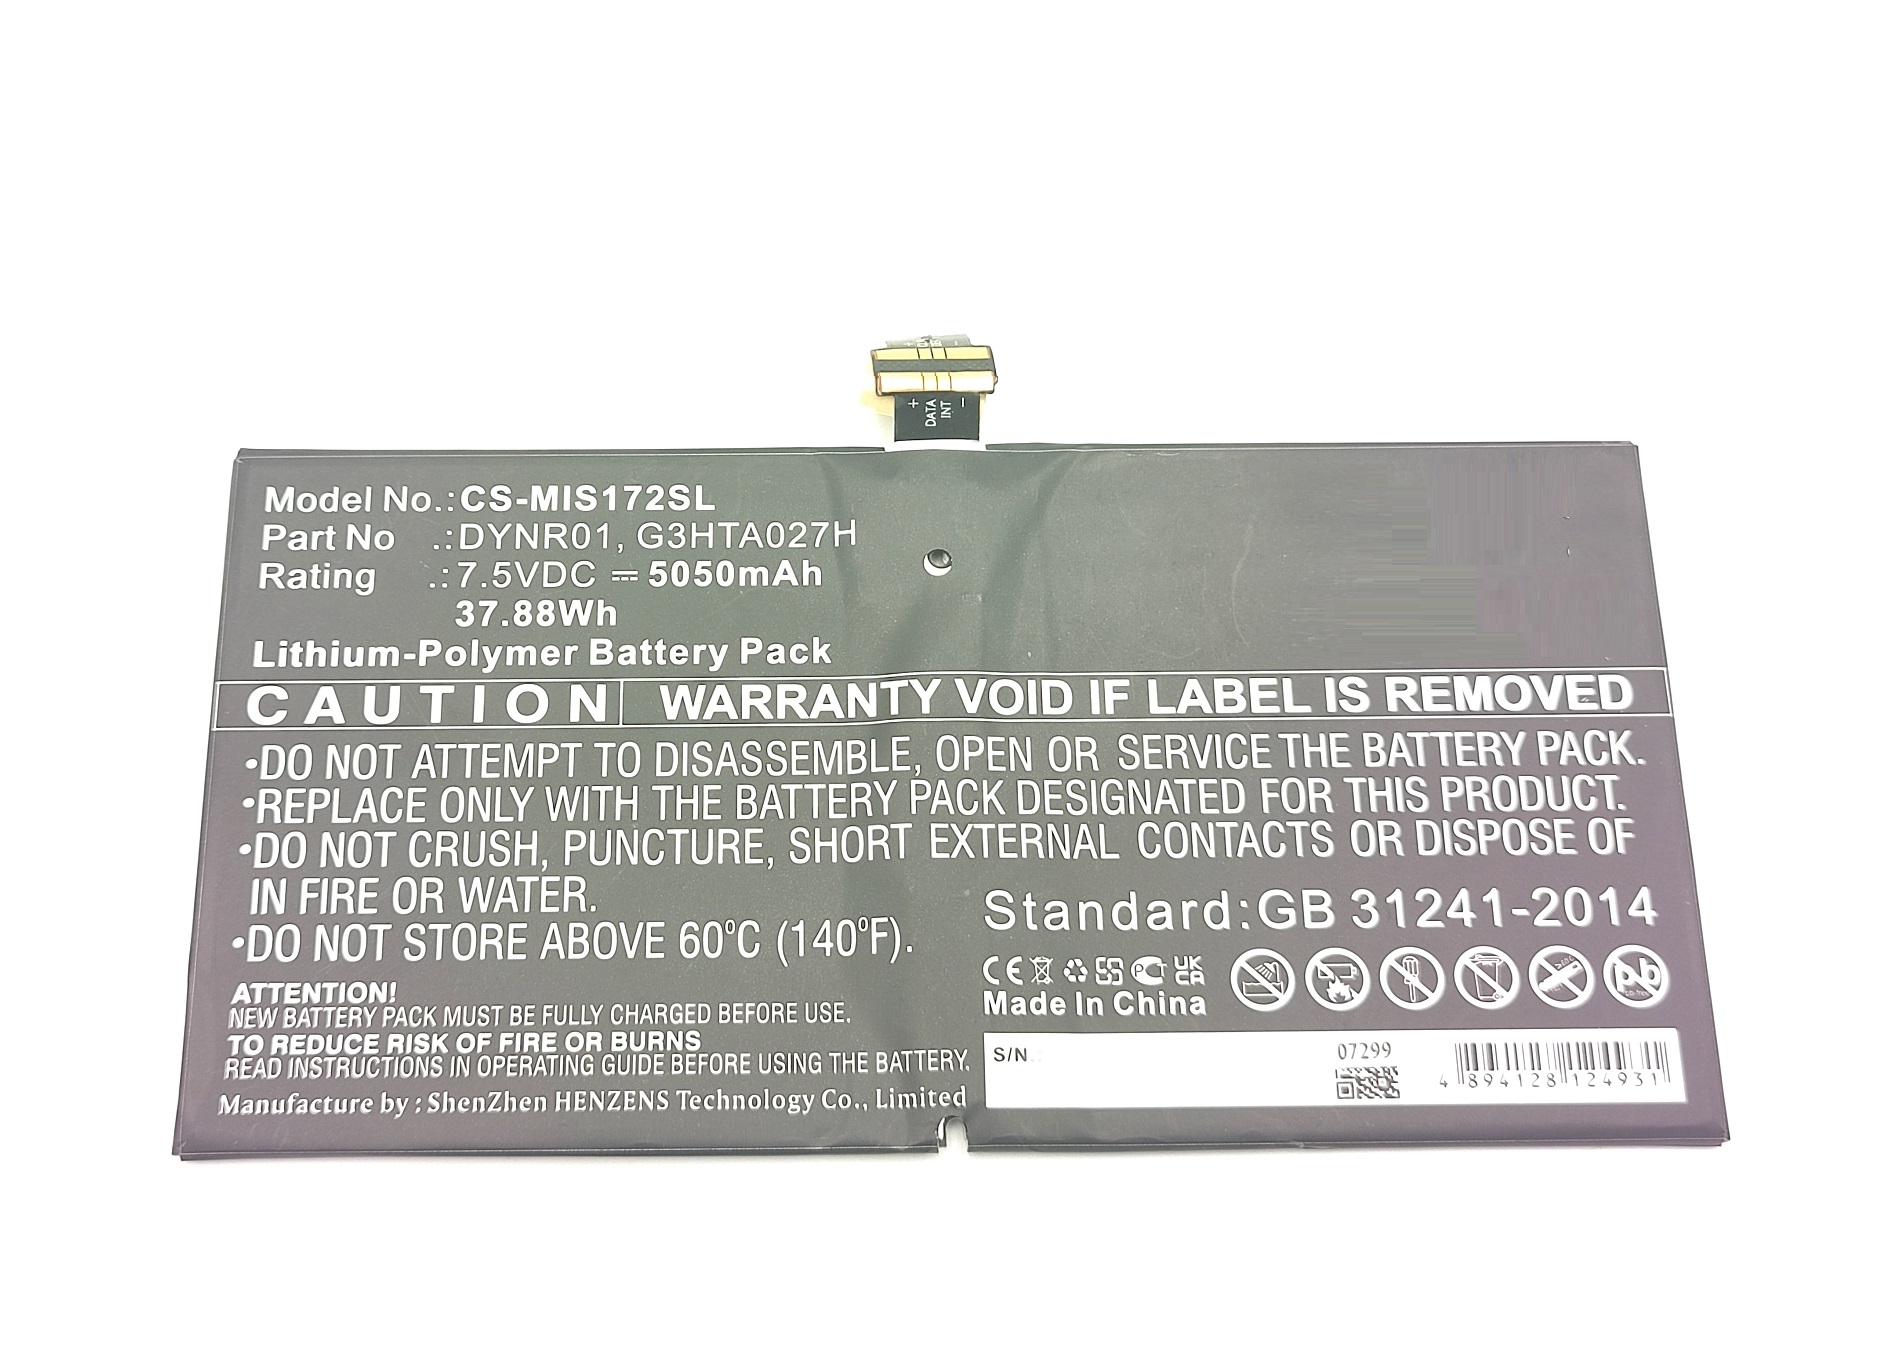 + DATA INT -
Model No.:CS-MIS172SL
Part No .:DYNR01, G3HTA027H
Rating .:7.5VDC ⎓ 5050mAh
37.88Wh
Lithium-Polymer Battery Pack
CAUTION WARRANTY VOID IF LABEL IS REMOVED
•DO NOT ATTEMPT TO DISASSEMBLE, OPEN OR SERVICE THE BATTERY PACK.
•REPLACE ONLY WITH THE BATTERY PACK DESIGNATED FOR THIS PRODUCT.
•DO NOT CRUSH, PUNCTURE, SHORT EXTERNAL CONTACTS OR DISPOSE OF
IN FIRE OR WATER.
•DO NOT STORE ABOVE 60°C (140°F).
Standard:GB 31241-2014
CE PCT UK CA Pb
Made In China
ATTENTION!
NEW BATTERY PACK MUST BE FULLY CHARGED BEFORE USE.
TO REDUCE RISK OF FIRE OR BURNS
READ INSTRUCTIONS IN OPERATING GUIDE BEFORE USING THE BATTERY.
Manufacture by : ShenZhen HENZENS Technology Co., Limited
S/N.:
07299
4 894128 124931